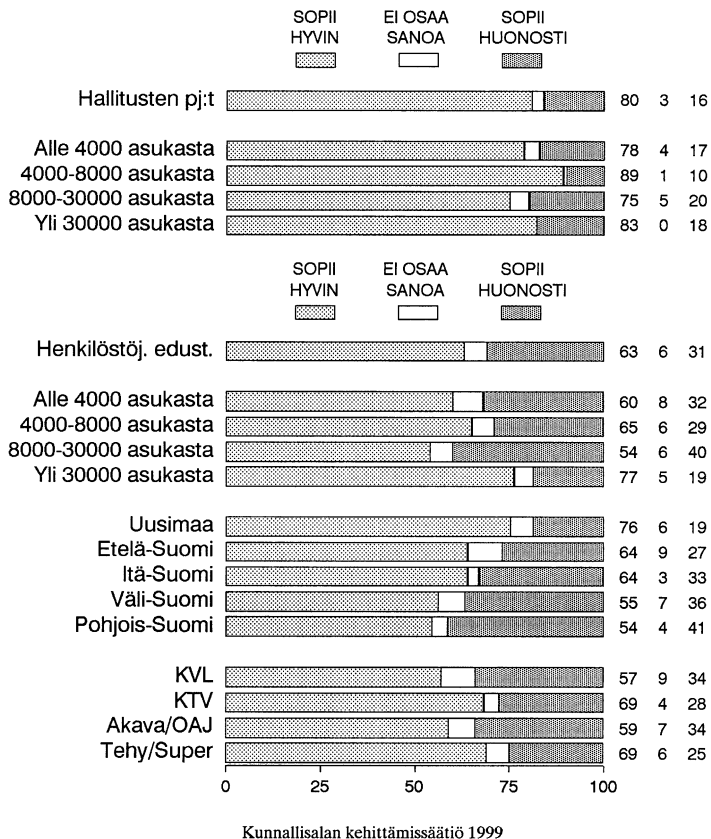 SOPII EI OSAA SOPII
HYVIN SANOA HUONOSTI
Hallitusten pj:t 80 3 16
Alle 4000 asukasta 78 4 17
4000-8000 asukasta 89 1 10
8000-30000 asukasta 75 5 20
Yli 30000 asukasta 83 0 18
SOPII EI OSAA SOPII
HYVIN SANOA HUONOSTI
Henkilöstöj. edust. 63 6 31
Alle 4000 asukasta 60 8 32
4000-8000 asukasta 65 6 29
8000-30000 asukasta 54 6 40
Yli 30000 asukasta 77 5 19
Uusimaa 76 6 19
Etelä-Suomi 64 9 27
Itä-Suomi 64 3 33
Väli-Suomi 55 7 36
Pohjois-Suomi 54 4 41
KVL 57 9 34
KTV 69 4 28
Akava/OAJ 59 7 34
Tehy/Super 69 6 25
0 25 50 75 100
Kunnallisalan kehittämissäätiö 1999